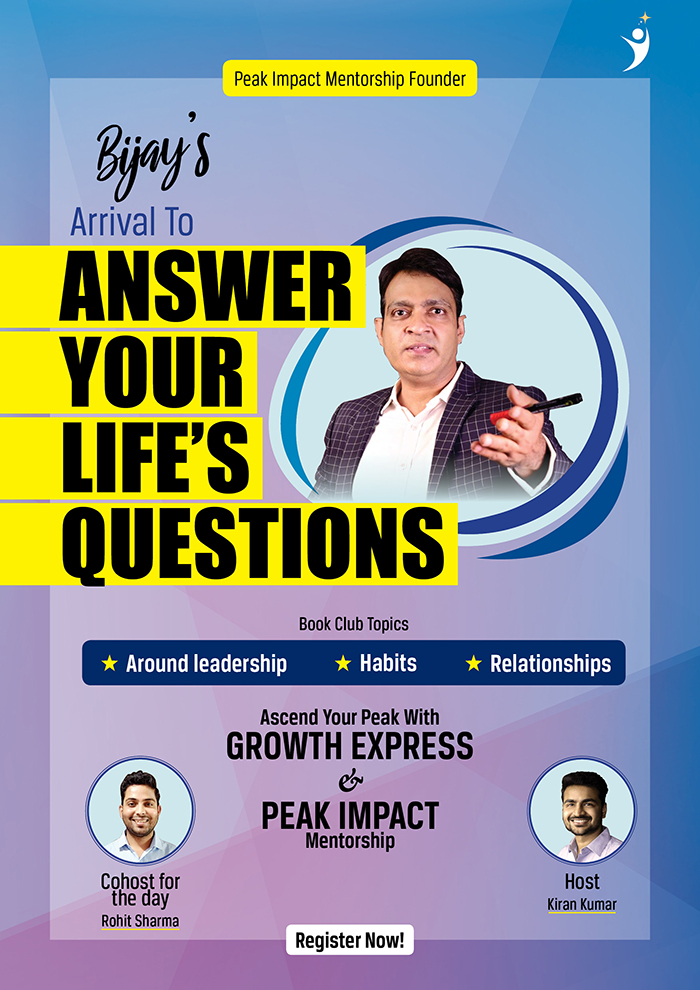 Peak Impact Mentorship Founder
Bijay's
Arrival To
ANSWER
YOUR
LIFE'S
QUESTIONS
Book Club Topics
★ Around leadership ★ Habits ★ Relationships
Ascend Your Peak With
GROWTH EXPRESS
&
PEAK IMPACT
Mentorship
Cohost for
the day
Rohit Sharma
Host
Kiran Kumar
Register Now!